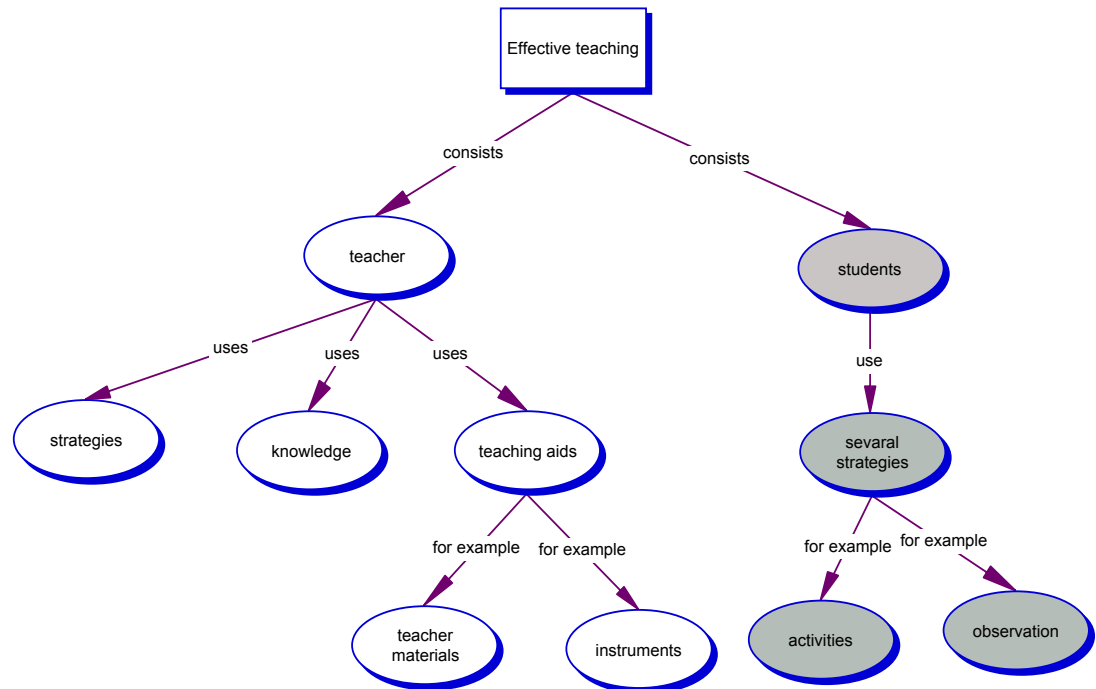 Effective teaching
consists
consists
teacher
students
uses
uses
uses
use
strategies
knowledge
teaching aids
sevaral
strategies
for example
for example
for example
for example
teacher
materials
instruments
activities
observation